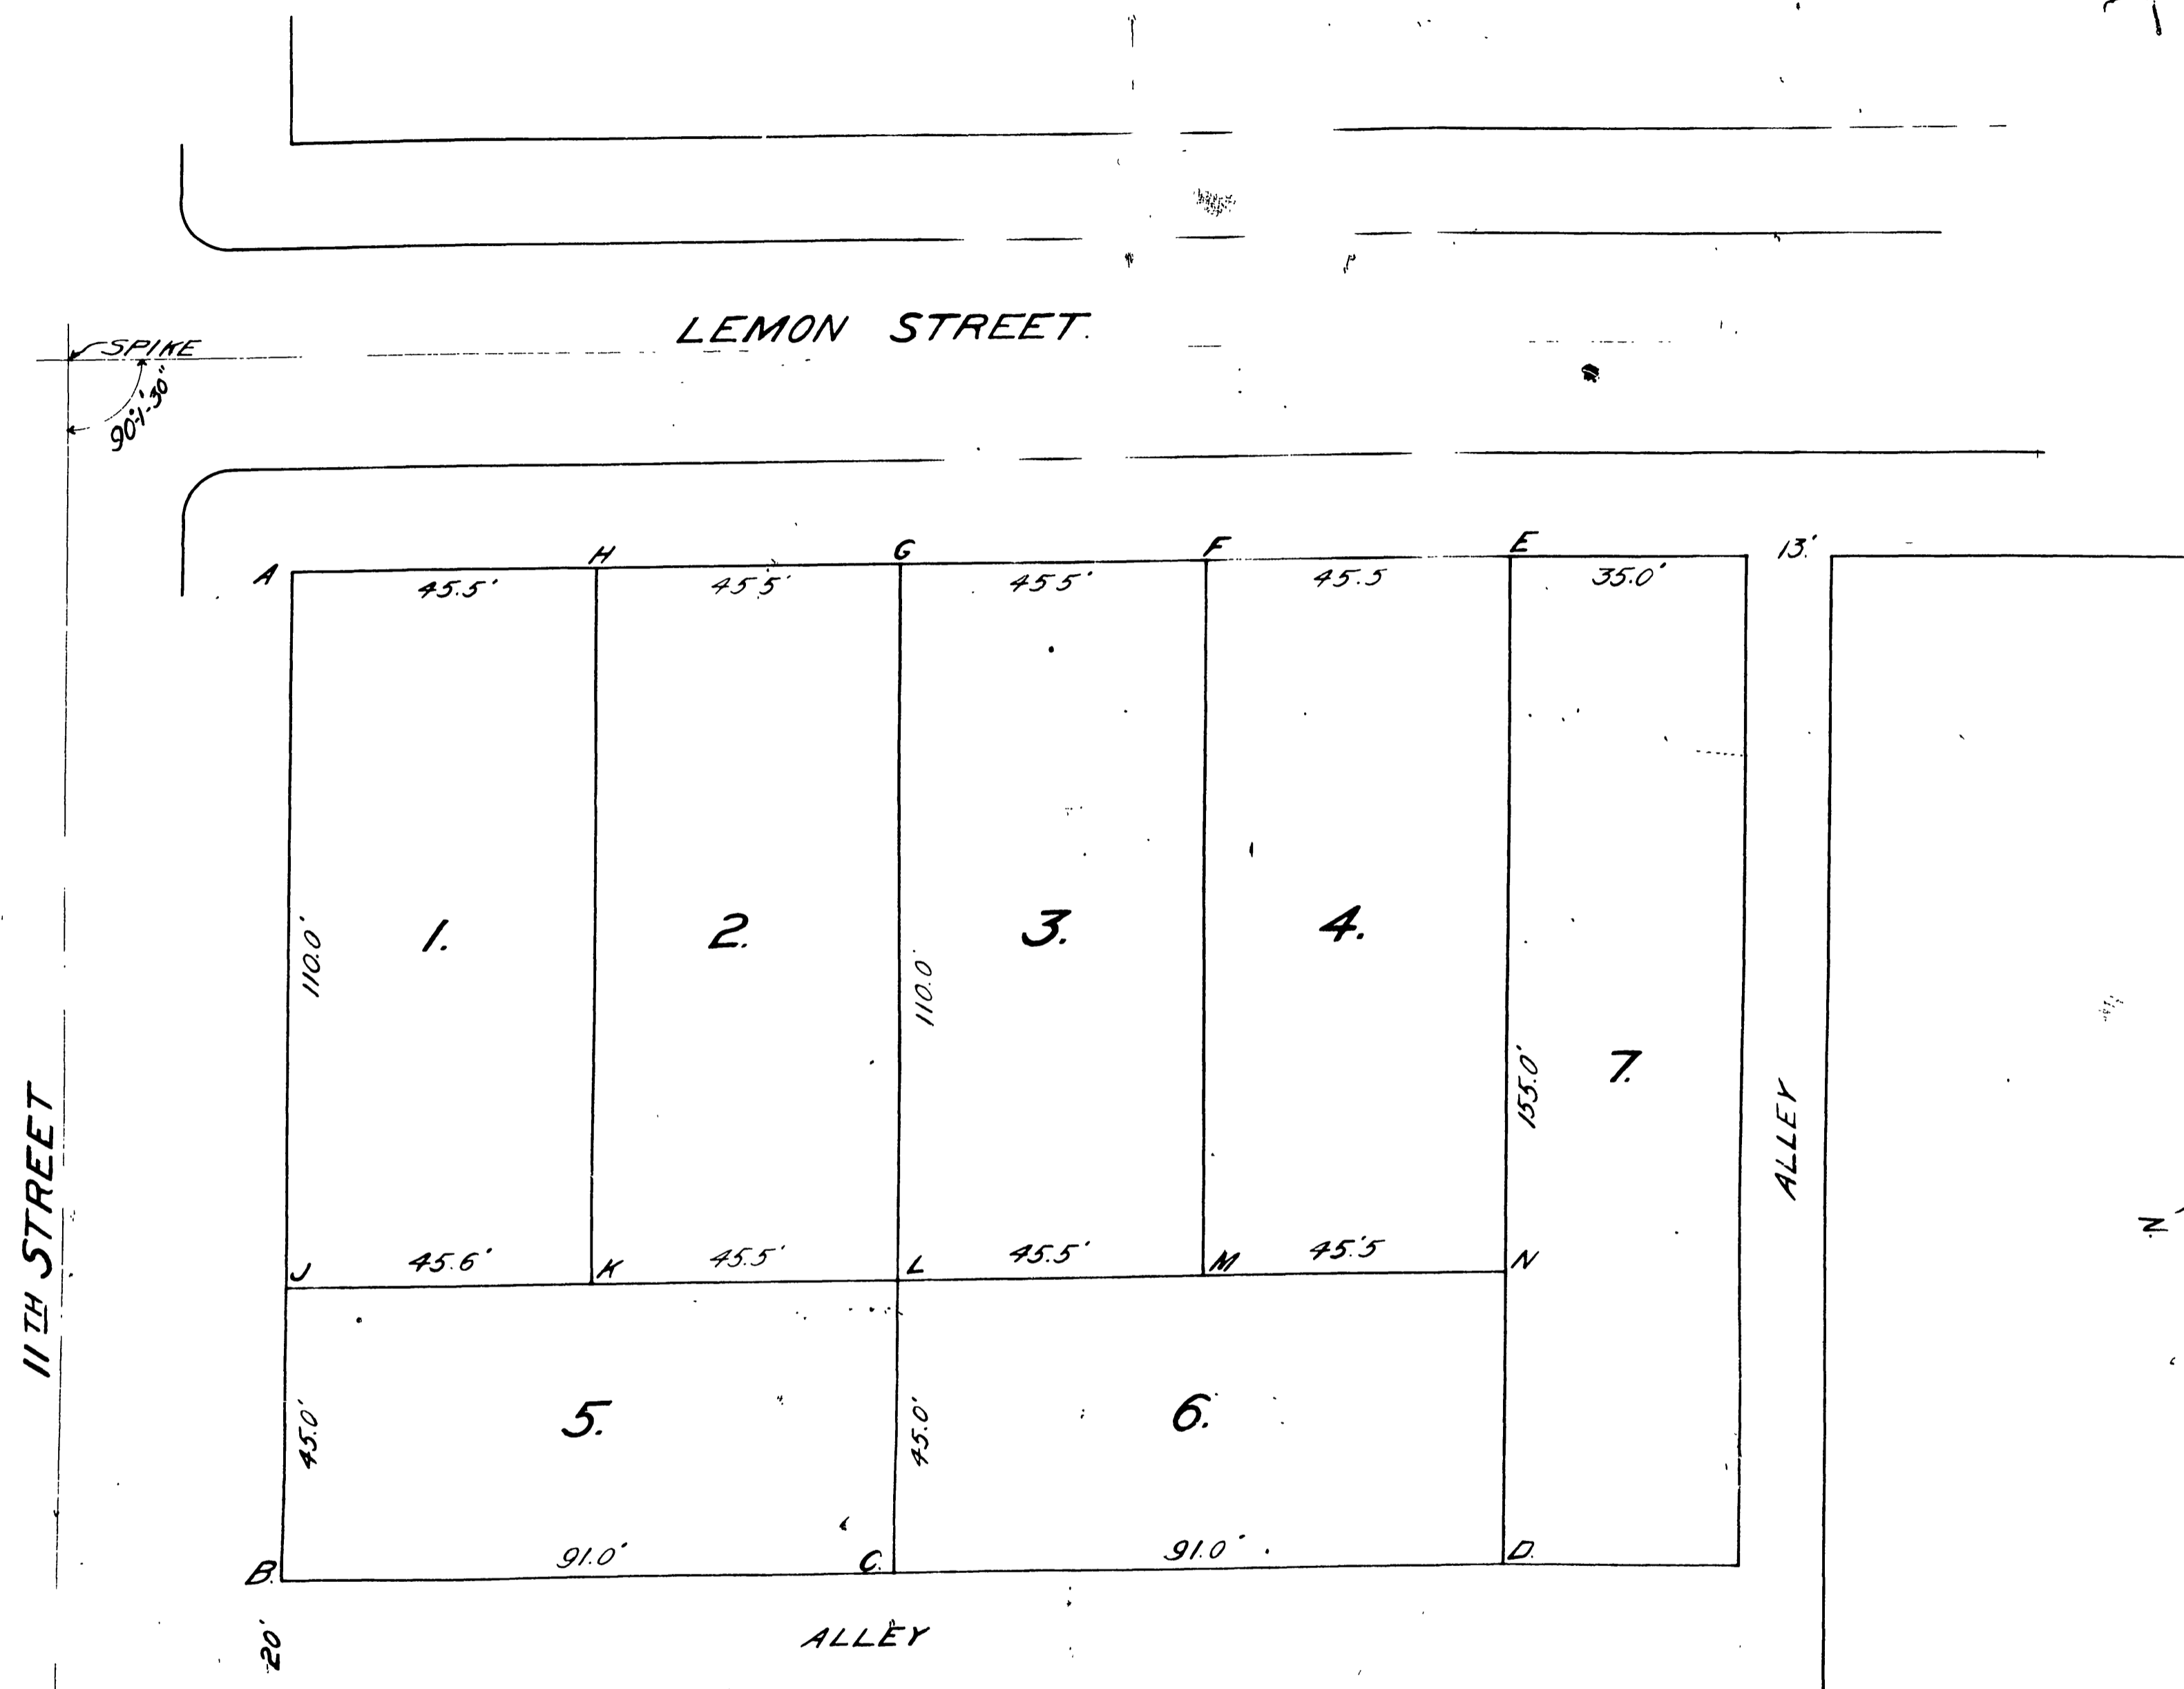 LEMON STREET.
SPIKE
90°-1'-30"
A
H
G
F
E
13'
45.5'
45.5'
45.5'
45.5
35.0'
1.
2.
3.
4.
110.0'
110.0'
155.0'
7.
ALLEY
11TH STREET
N.
J
45.6'
K
45.5'
L
45.5'
M
45.5
N
5.
6.
45.0'
45.0'
B.
91.0'
C.
91.0'
D.
20'
ALLEY